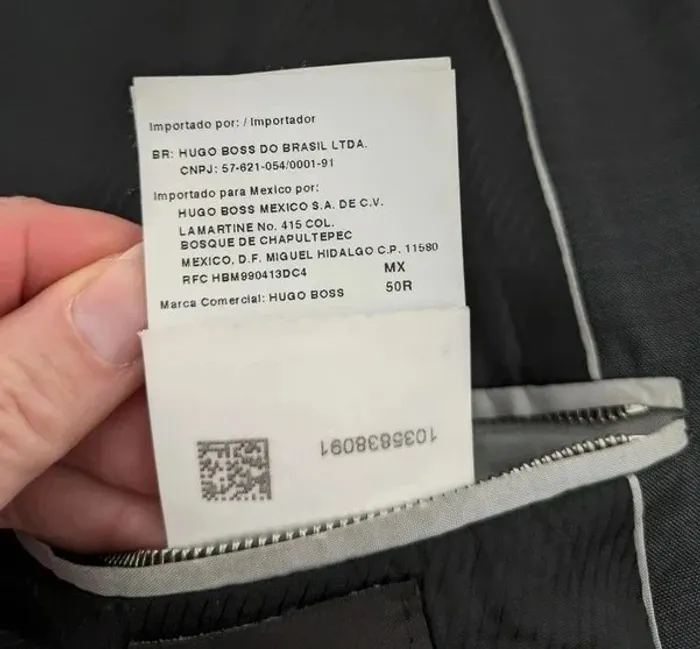 Importado por: / Importador
BR: HUGO BOSS DO BRASIL LTDA.
CNPJ: 57-621-054/0001-91
Importado para Mexico por:
HUGO BOSS MEXICO S.A. DE C.V.
LAMARTINE No. 415 COL.
BOSQUE DE CHAPULTEPEC
MEXICO, D.F. MIGUEL HIDALGO C.P. 11580
RFC HBM990413DC4
MX
50R
Marca Comercial: HUGO BOSS
1035838091